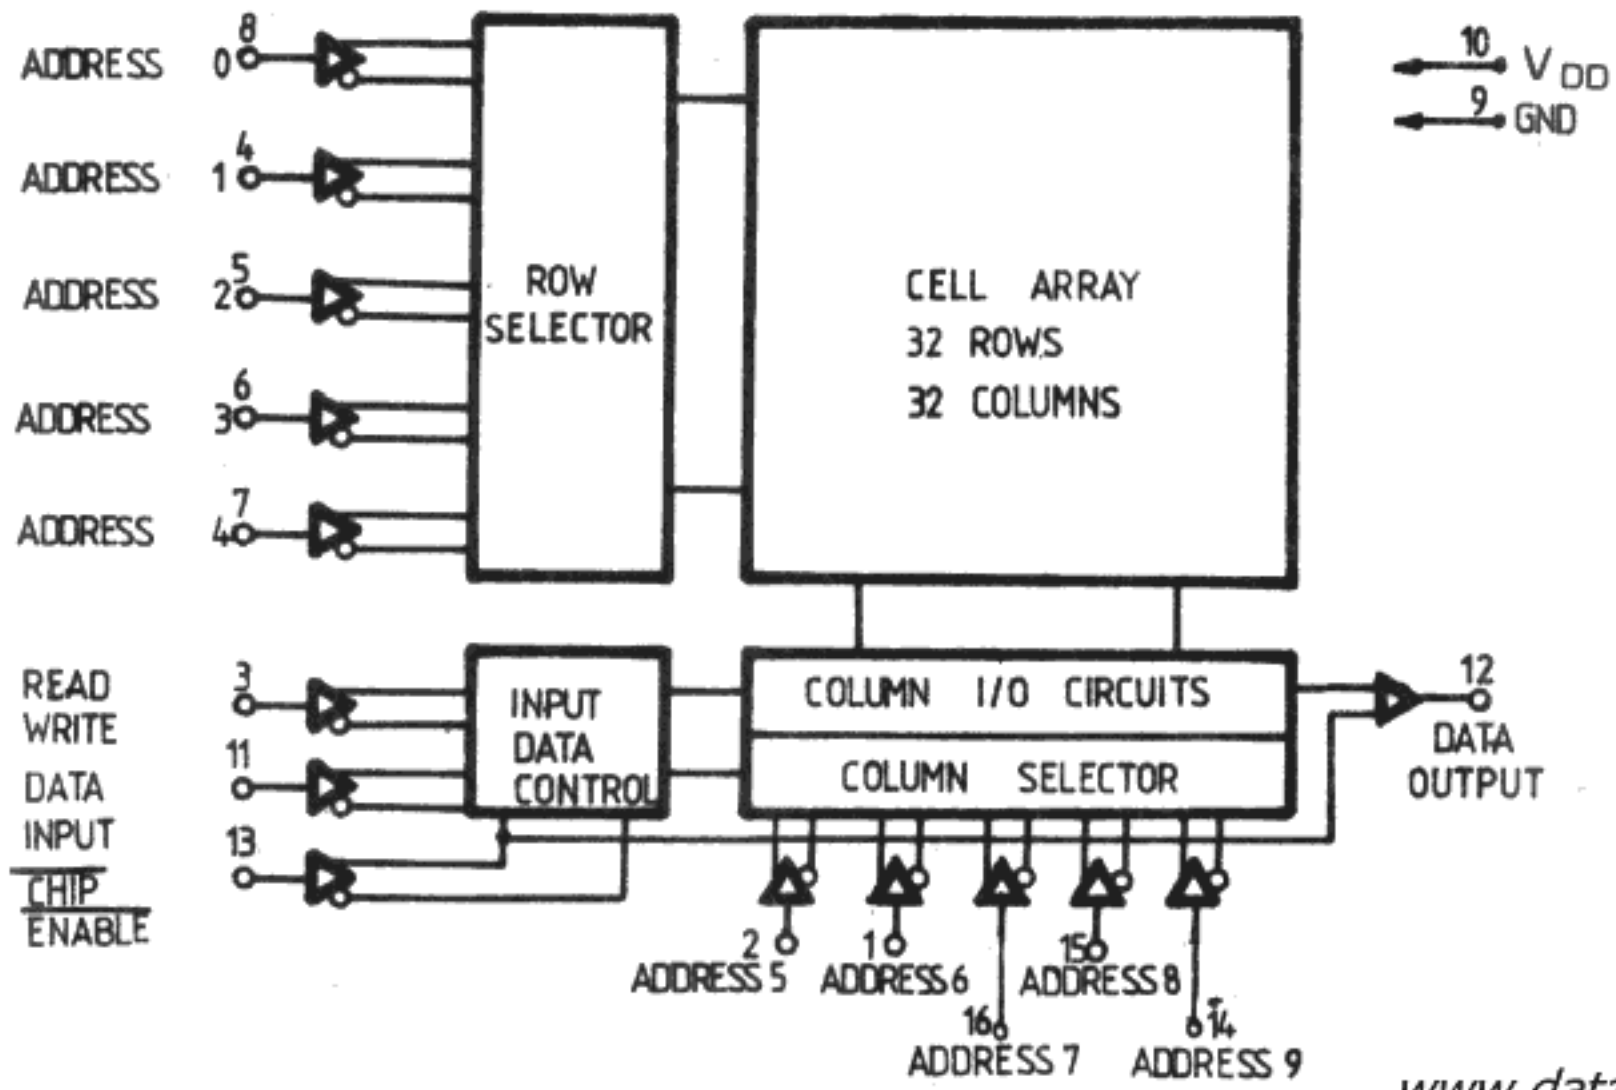 8
ADDRESS 0
4
ADDRESS 1
5
ADDRESS 2
6
ADDRESS 3
7
ADDRESS 4
ROW
SELECTOR
CELL ARRAY
32 ROWS
32 COLUMNS
10 VDD
9 GND
READ
WRITE
3
DATA
INPUT
11
CHIP
ENABLE
13
INPUT
DATA
CONTROL
COLUMN I/O CIRCUITS
COLUMN SELECTOR
12
DATA
OUTPUT
2
ADDRESS 5
1
ADDRESS 6
16
ADDRESS 7
15
ADDRESS 8
14
ADDRESS 9